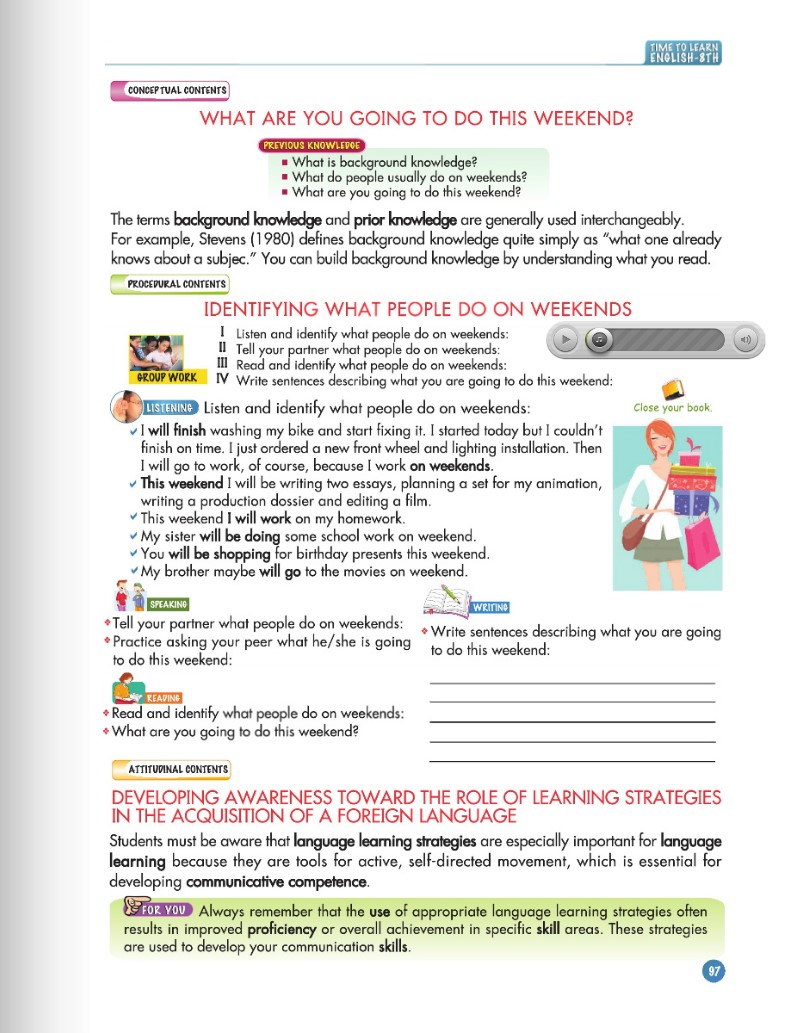 TIME TO LEARN
ENGLISH-8TH
CONCEPTUAL CONTENTS
WHAT ARE YOU GOING TO DO THIS WEEKEND?
PREVIOUS KNOWLEDGE
■ What is background knowledge?
■ What do people usually do on weekends?
■ What are you going to do this weekend?
The terms background knowledge and prior knowledge are generally used interchangeably.
For example, Stevens (1980) defines background knowledge quite simply as “what one already
knows about a subjec.” You can build background knowledge by understanding what you read.
PROCEDURAL CONTENTS
IDENTIFYING WHAT PEOPLE DO ON WEEKENDS
I Listen and identify what people do on weekends:
II Tell your partner what people do on weekends:
III Read and identify what people do on weekends:
IV Write sentences describing what you are going to do this weekend:
GROUP WORK
LISTENING Listen and identify what people do on weekends:
Close your book.
I will finish washing my bike and start fixing it. I started today but I couldn’t
finish on time. I just ordered a new front wheel and lighting installation. Then
I will go to work, of course, because I work on weekends.
This weekend I will be writing two essays, planning a set for my animation,
writing a production dossier and editing a film.
This weekend I will work on my homework.
My sister will be doing some school work on weekend.
You will be shopping for birthday presents this weekend.
My brother maybe will go to the movies on weekend.
SPEAKING
Tell your partner what people do on weekends:
Practice asking your peer what he/she is going
to do this weekend:
WRITING
Write sentences describing what you are going
to do this weekend:
READING
Read and identify what people do on weekends:
What are you going to do this weekend?
ATTITUDINAL CONTENTS
DEVELOPING AWARENESS TOWARD THE ROLE OF LEARNING STRATEGIES
IN THE ACQUISITION OF A FOREIGN LANGUAGE
Students must be aware that language learning strategies are especially important for language
learning because they are tools for active, self-directed movement, which is essential for
developing communicative competence.
FOR YOU Always remember that the use of appropriate language learning strategies often
results in improved proficiency or overall achievement in specific skill areas. These strategies
are used to develop your communication skills.
97